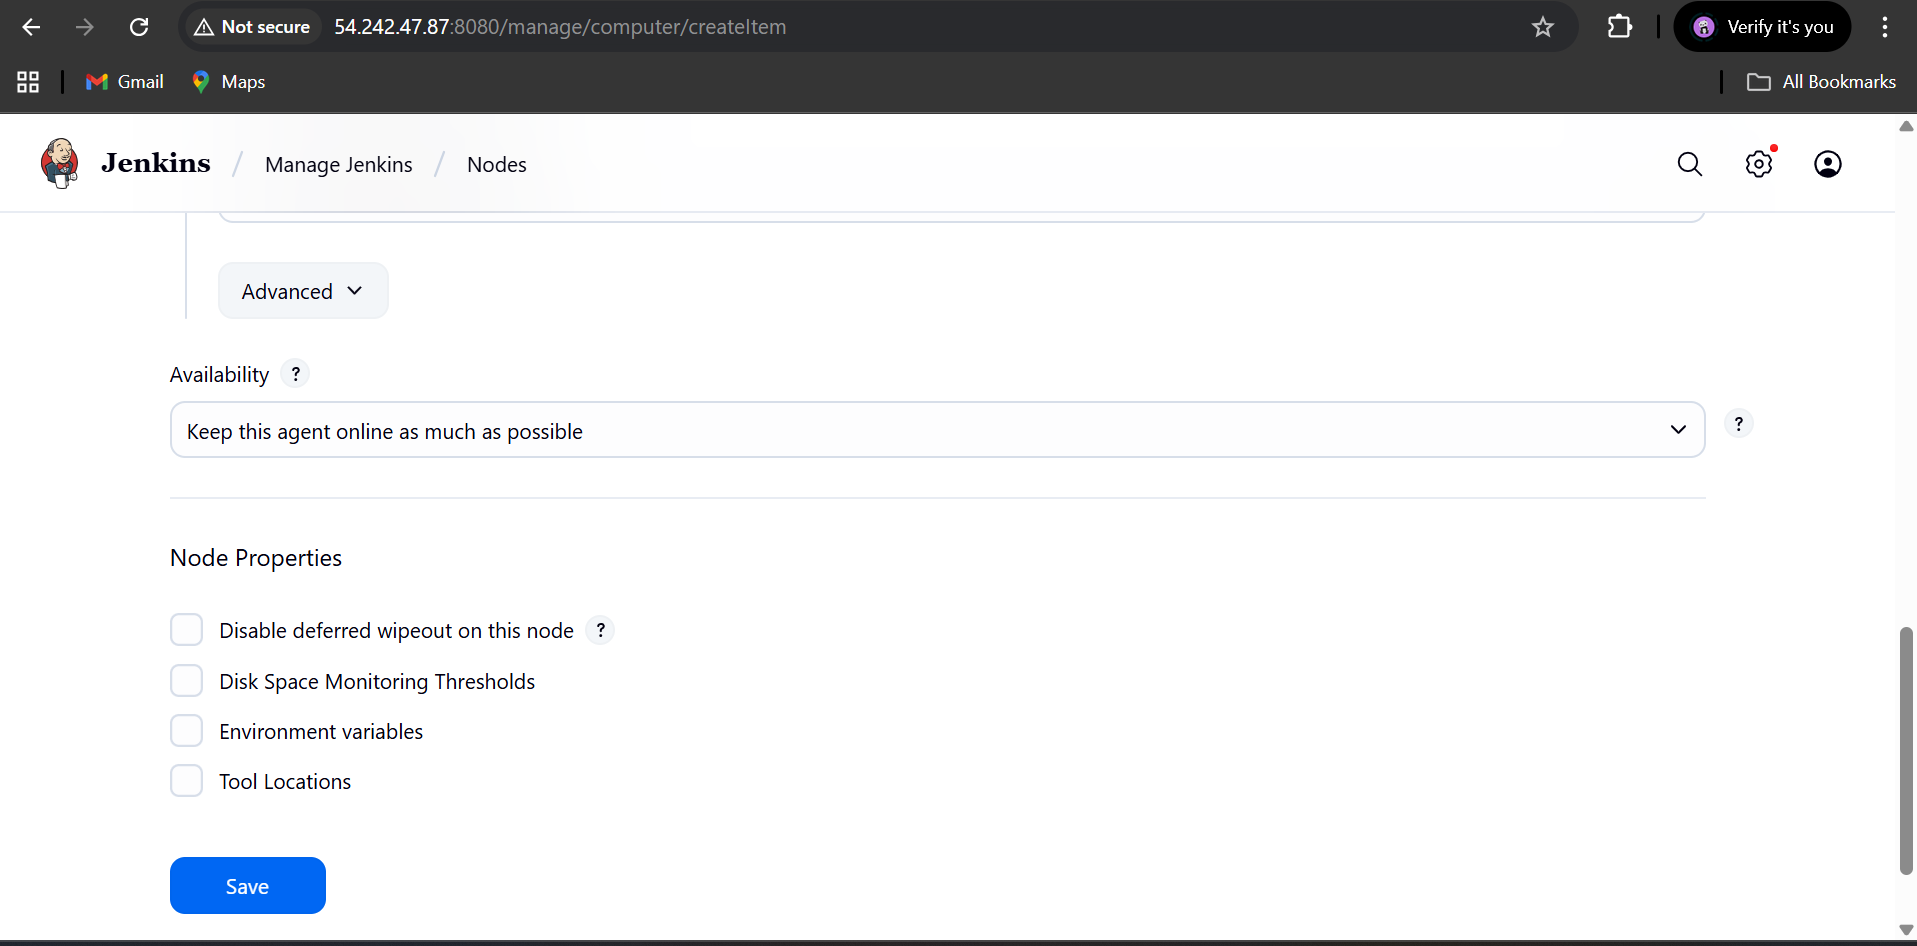 Not secure 54.242.47.87:8080/manage/computer/createItem Verify it's you
Gmail Maps All Bookmarks
Jenkins / Manage Jenkins / Nodes
Advanced
Availability ?
Keep this agent online as much as possible ?
Node Properties
Disable deferred wipeout on this node ?
Disk Space Monitoring Thresholds
Environment variables
Tool Locations
Save